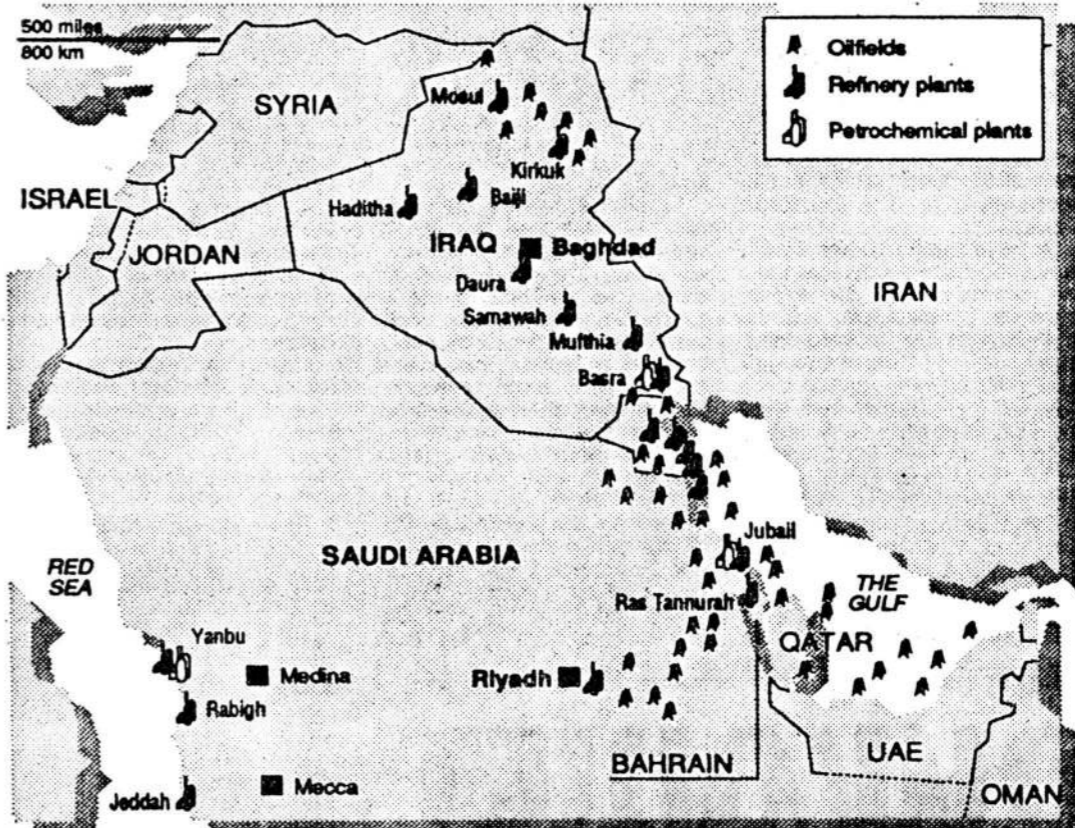 500 miles
800 km
Oilfields
Refinery plants
Petrochemical plants
SYRIA
Mosul
Kirkuk
ISRAEL
Haditha
Baiji
JORDAN
IRAQ
Baghdad
Daura
IRAN
Samawah
Mufthia
Basra
SAUDI ARABIA
Jubail
RED
SEA
THE
GULF
Ras Tannurah
Yanbu
QATAR
Medina
Riyadh
Rabigh
BAHRAIN
UAE
Jeddah
Mecca
OMAN